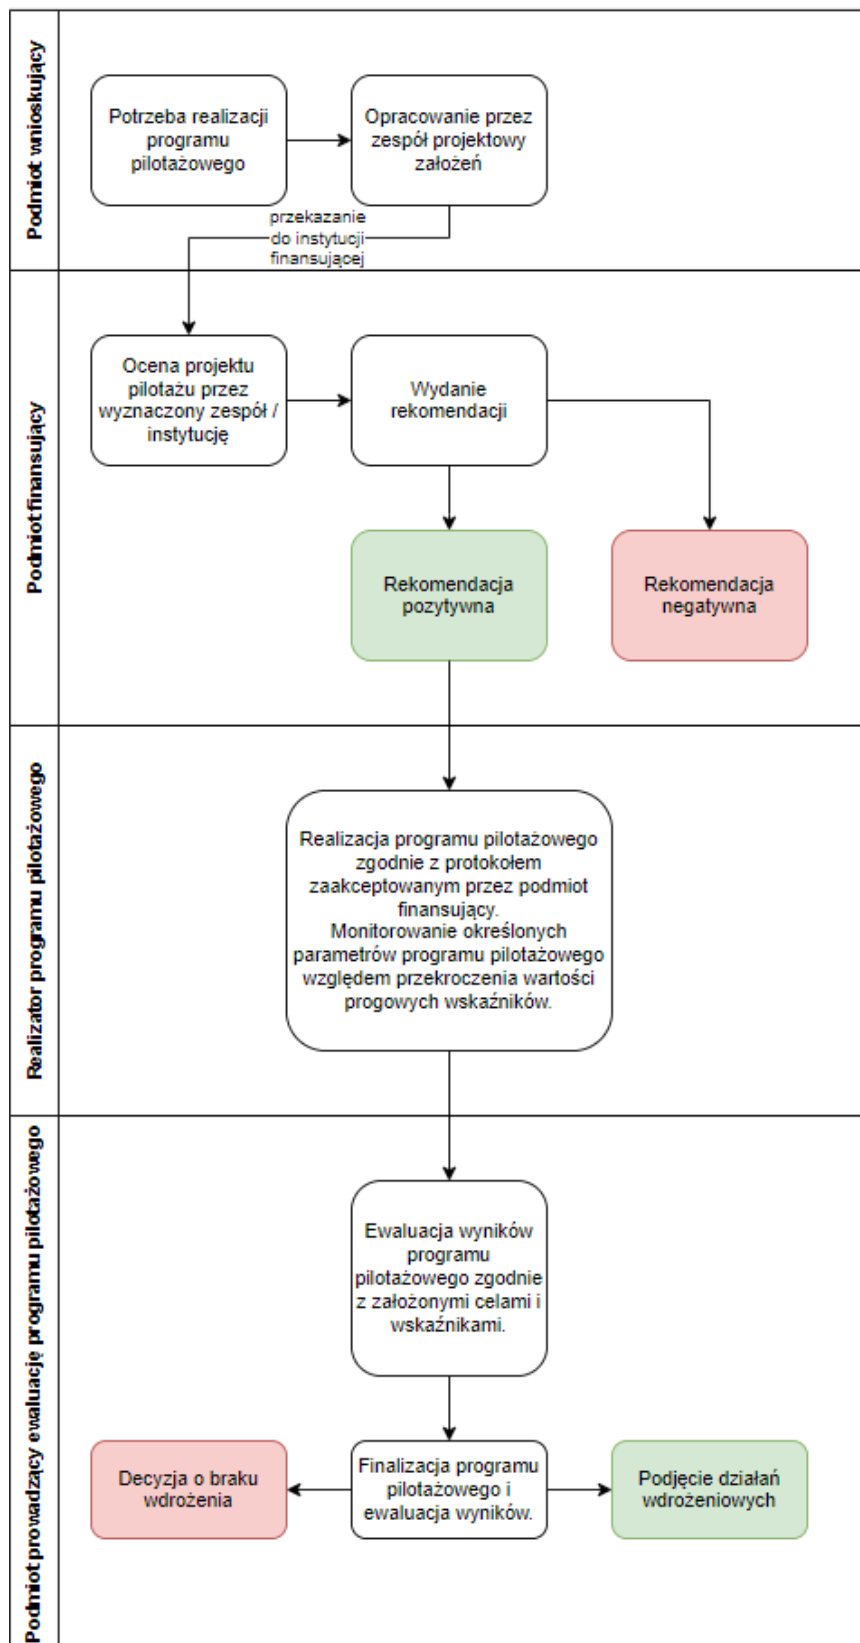 Podmiot wnioskujący
Potrzeba realizacji
programu
pilotażowego
Opracowanie przez
zespół projektowy
założeń
przekazanie
do instytucji
finansującej
Podmiot finansujący
Ocena projektu
pilotażu przez
wyznaczony zespół /
instytucję
Wydanie
rekomendacji
Rekomendacja
pozytywna
Rekomendacja
negatywna
Realizator programu pilotażowego
Realizacja programu pilotażowego
zgodnie z protokołem
zaakceptowanym przez podmiot
finansujący.
Monitorowanie określonych
parametrów programu pilotażowego
względem przekroczenia wartości
progowych wskaźników.
Podmiot prowadzący ewaluację programu pilotażowego
Ewaluacja wyników
programu
pilotażowego zgodnie
z założonymi celami i
wskaźnikami.
Decyzja o braku
wdrożenia
Finalizacja programu
pilotażowego i
ewaluacja wyników.
Podjęcie działań
wdrożeniowych